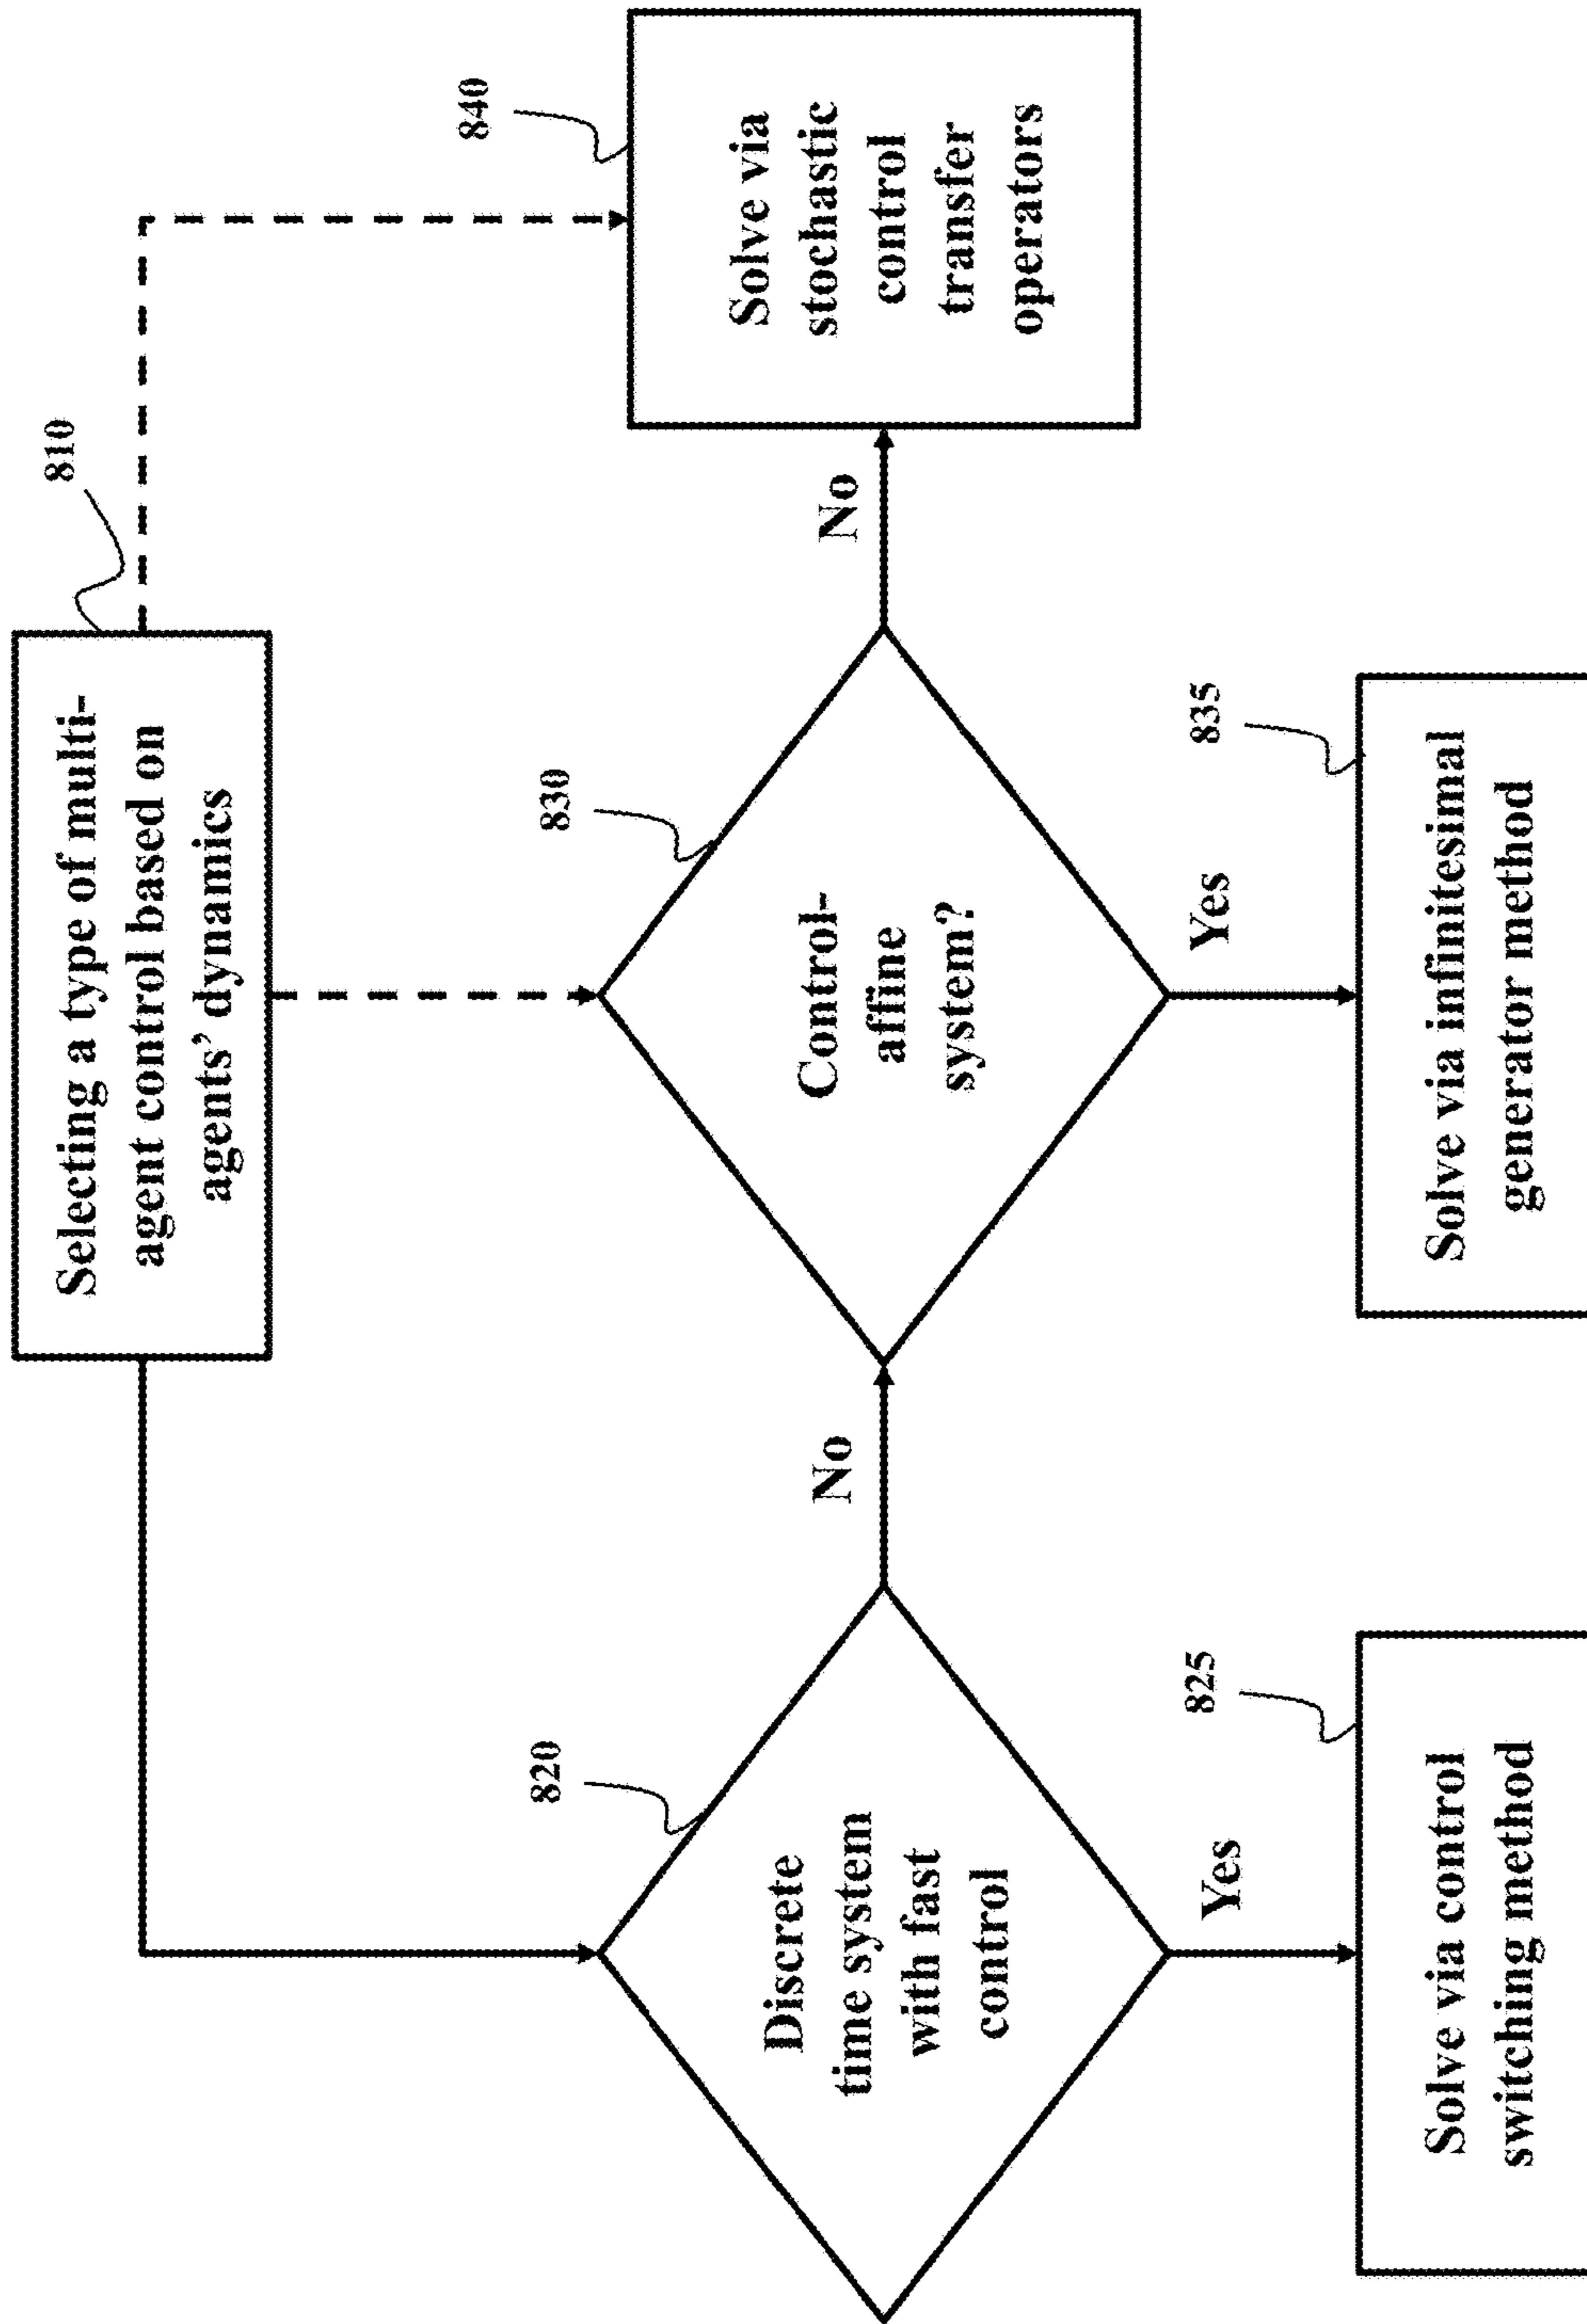 810
Selecting a type of multi-
agent control based on
agents' dynamics
820
Discrete
time system
with fast
control
No
830
Control-
affine
system?
No
840
Solve via
stochastic
control
transfer
operators
Yes
825
Solve via control
switching method
Yes
835
Solve via infinitesimal
generator method